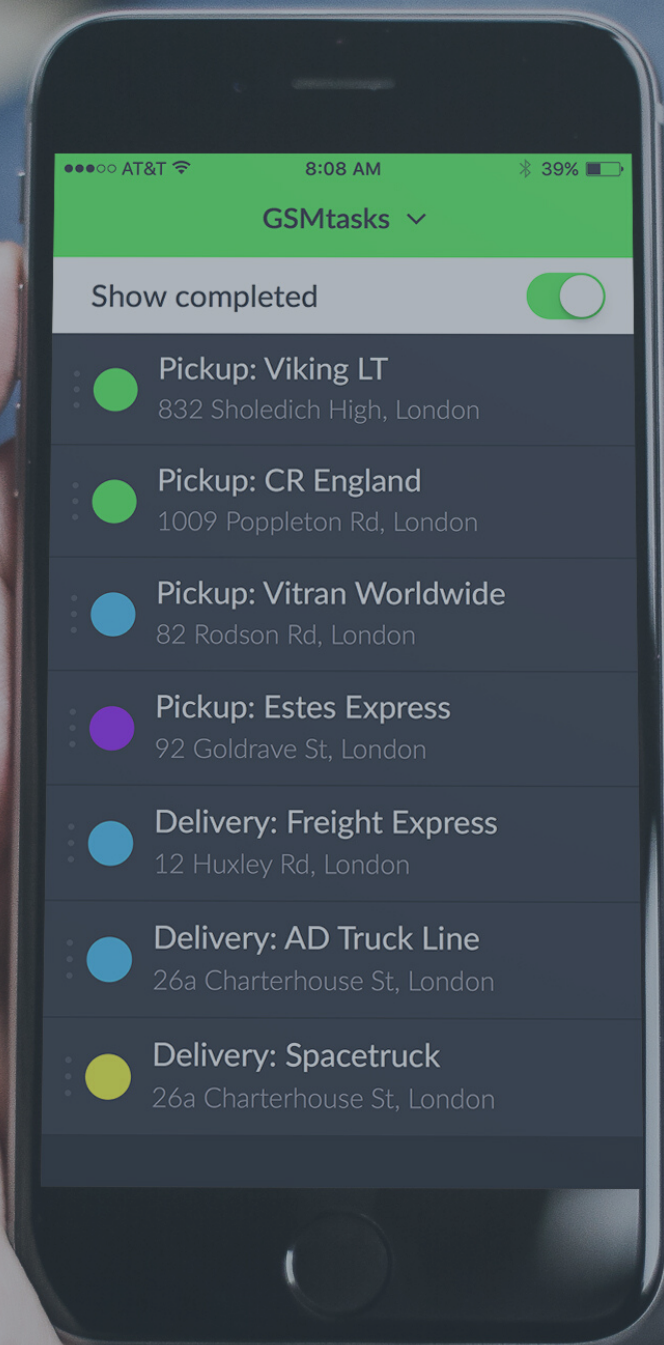 AT&T 8:08 AM 39%
GSMtasks
Show completed
Pickup: Viking LT
832 Sholedich High, London
Pickup: CR England
1009 Poppleton Rd, London
Pickup: Vitran Worldwide
82 Rodson Rd, London
Pickup: Estes Express
92 Goldrave St, London
Delivery: Freight Express
12 Huxley Rd, London
Delivery: AD Truck Line
26a Charterhouse St, London
Delivery: Spacetruck
26a Charterhouse St, London